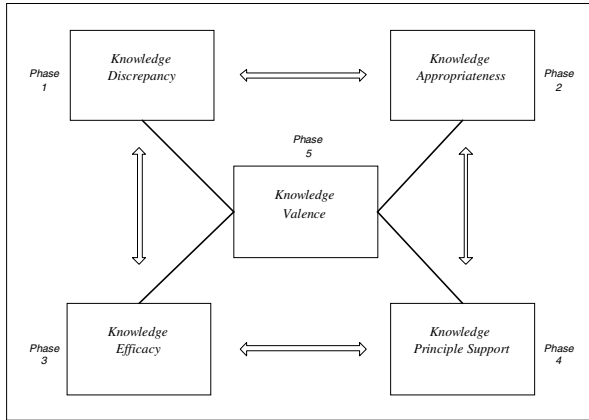 Phase
1
Knowledge
Discrepancy
Knowledge
Appropriateness
Phase
2
Phase
5
Knowledge
Valence
Phase
3
Knowledge
Efficacy
Knowledge
Principle Support
Phase
4